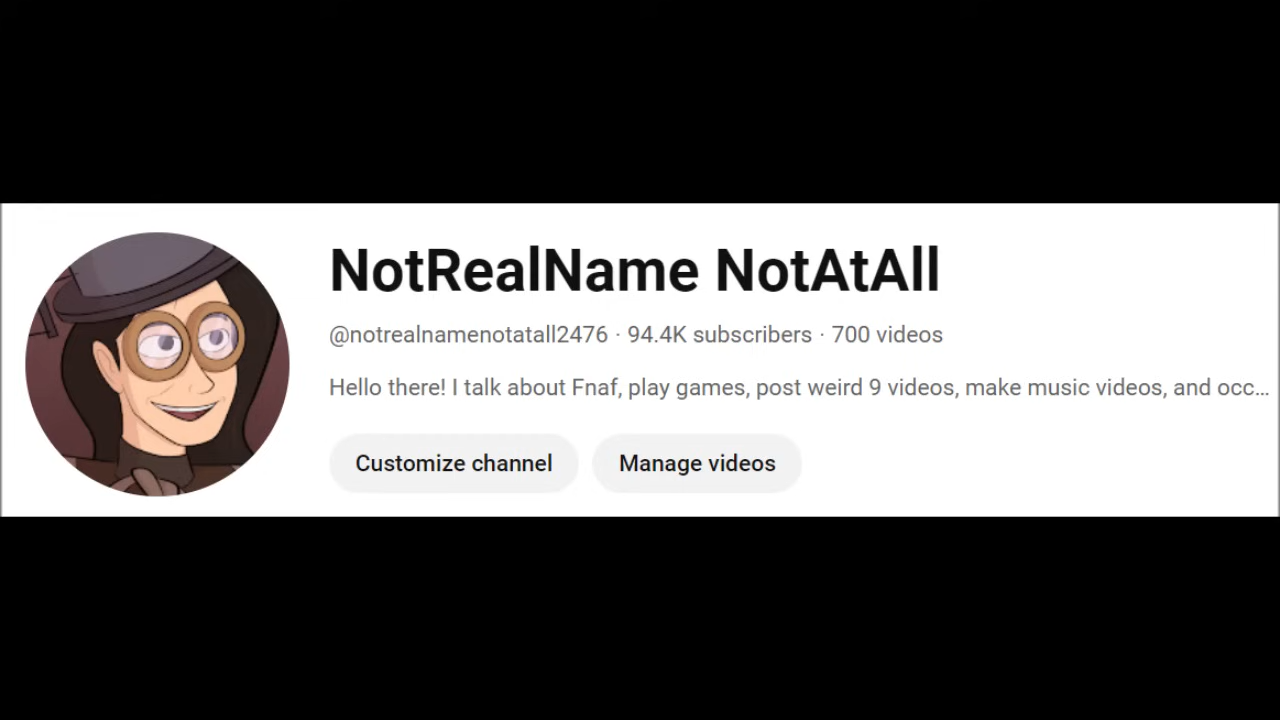 NotRealName NotAtAll
@notrealnamenotatall2476 · 94.4K subscribers · 700 videos
Hello there! I talk about Fnaf, play games, post weird 9 videos, make music videos, and occ...
Customize channel
Manage videos